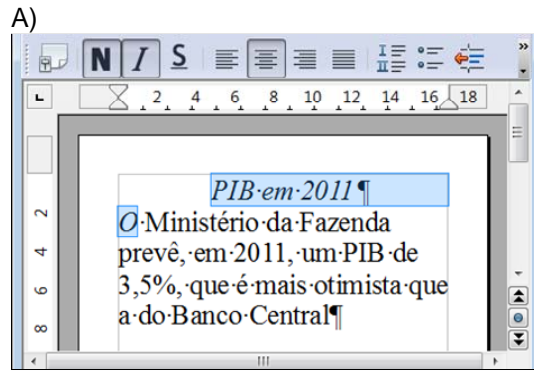 A)
N I S
2 4 6 8 10 12 14 16 18
PIB·em·2011¶
O·Ministério·da·Fazenda
prevê,·em·2011,·um·PIB·de
3,5%,·que·é·mais·otimista·que
a·do·Banco·Central¶
2
4
6
8